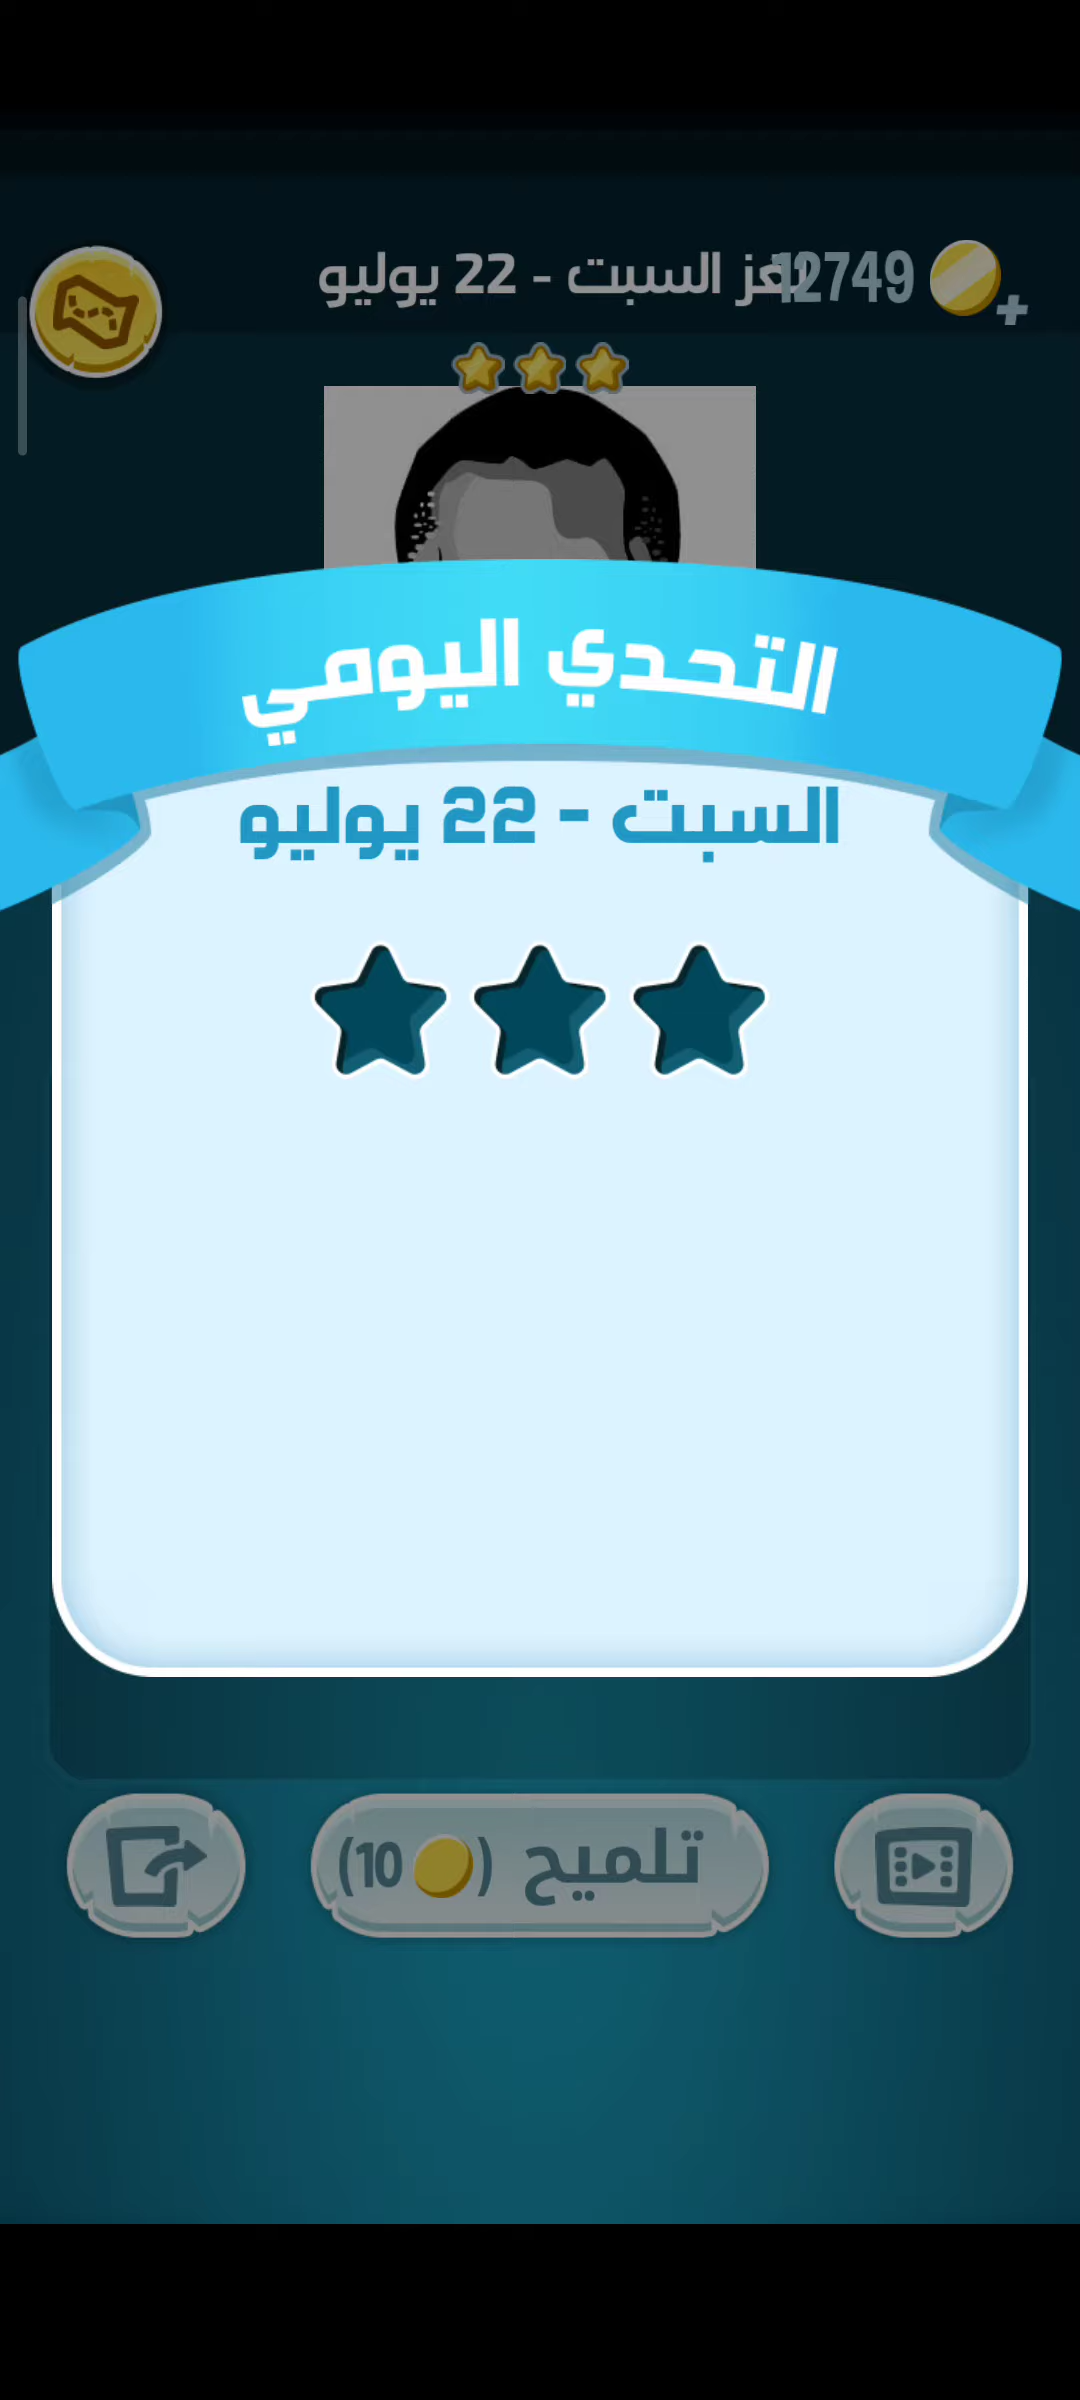 لغز السبت - 22 يوليو
12749
التحدي اليومي
السبت - 22 يوليو
تلميح (10)